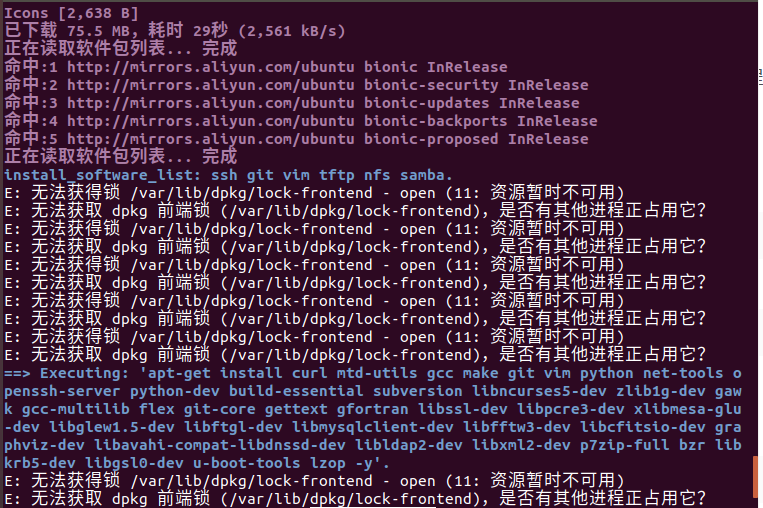 Icons [2,638 B]
已下载 75.5 MB，耗时 29秒 (2,561 kB/s)
正在读取软件包列表... 完成
命中:1 http://mirrors.aliyun.com/ubuntu bionic InRelease
命中:2 http://mirrors.aliyun.com/ubuntu bionic-security InRelease
命中:3 http://mirrors.aliyun.com/ubuntu bionic-updates InRelease
命中:4 http://mirrors.aliyun.com/ubuntu bionic-backports InRelease
命中:5 http://mirrors.aliyun.com/ubuntu bionic-proposed InRelease
正在读取软件包列表... 完成
install_software_list: ssh git vim tftp nfs samba.
E: 无法获得锁 /var/lib/dpkg/lock-frontend - open (11: 资源暂时不可用)
E: 无法获取 dpkg 前端锁 (/var/lib/dpkg/lock-frontend)，是否有其他进程正占用它？
E: 无法获得锁 /var/lib/dpkg/lock-frontend - open (11: 资源暂时不可用)
E: 无法获取 dpkg 前端锁 (/var/lib/dpkg/lock-frontend)，是否有其他进程正占用它？
E: 无法获得锁 /var/lib/dpkg/lock-frontend - open (11: 资源暂时不可用)
E: 无法获取 dpkg 前端锁 (/var/lib/dpkg/lock-frontend)，是否有其他进程正占用它？
E: 无法获得锁 /var/lib/dpkg/lock-frontend - open (11: 资源暂时不可用)
E: 无法获取 dpkg 前端锁 (/var/lib/dpkg/lock-frontend)，是否有其他进程正占用它？
E: 无法获得锁 /var/lib/dpkg/lock-frontend - open (11: 资源暂时不可用)
E: 无法获取 dpkg 前端锁 (/var/lib/dpkg/lock-frontend)，是否有其他进程正占用它？
==> Executing: 'apt-get install curl mtd-utils gcc make git vim python net-tools o
penssh-server python-dev build-essential subversion libncurses5-dev zlib1g-dev gaw
k gcc-multilib flex git-core gettext gfortran libssl-dev libpcre3-dev xlibmesa-glu
-dev libglew1.5-dev libftgl-dev libmysqlclient-dev libfftw3-dev libcfitsio-dev gra
phviz-dev libavahi-compat-libdnssd-dev libldap2-dev libxml2-dev p7zip-full bzr lib
krb5-dev libgsl0-dev u-boot-tools lzop -y'.
E: 无法获得锁 /var/lib/dpkg/lock-frontend - open (11: 资源暂时不可用)
E: 无法获取 dpkg 前端锁 (/var/lib/dpkg/lock-frontend)，是否有其他进程正占用它？